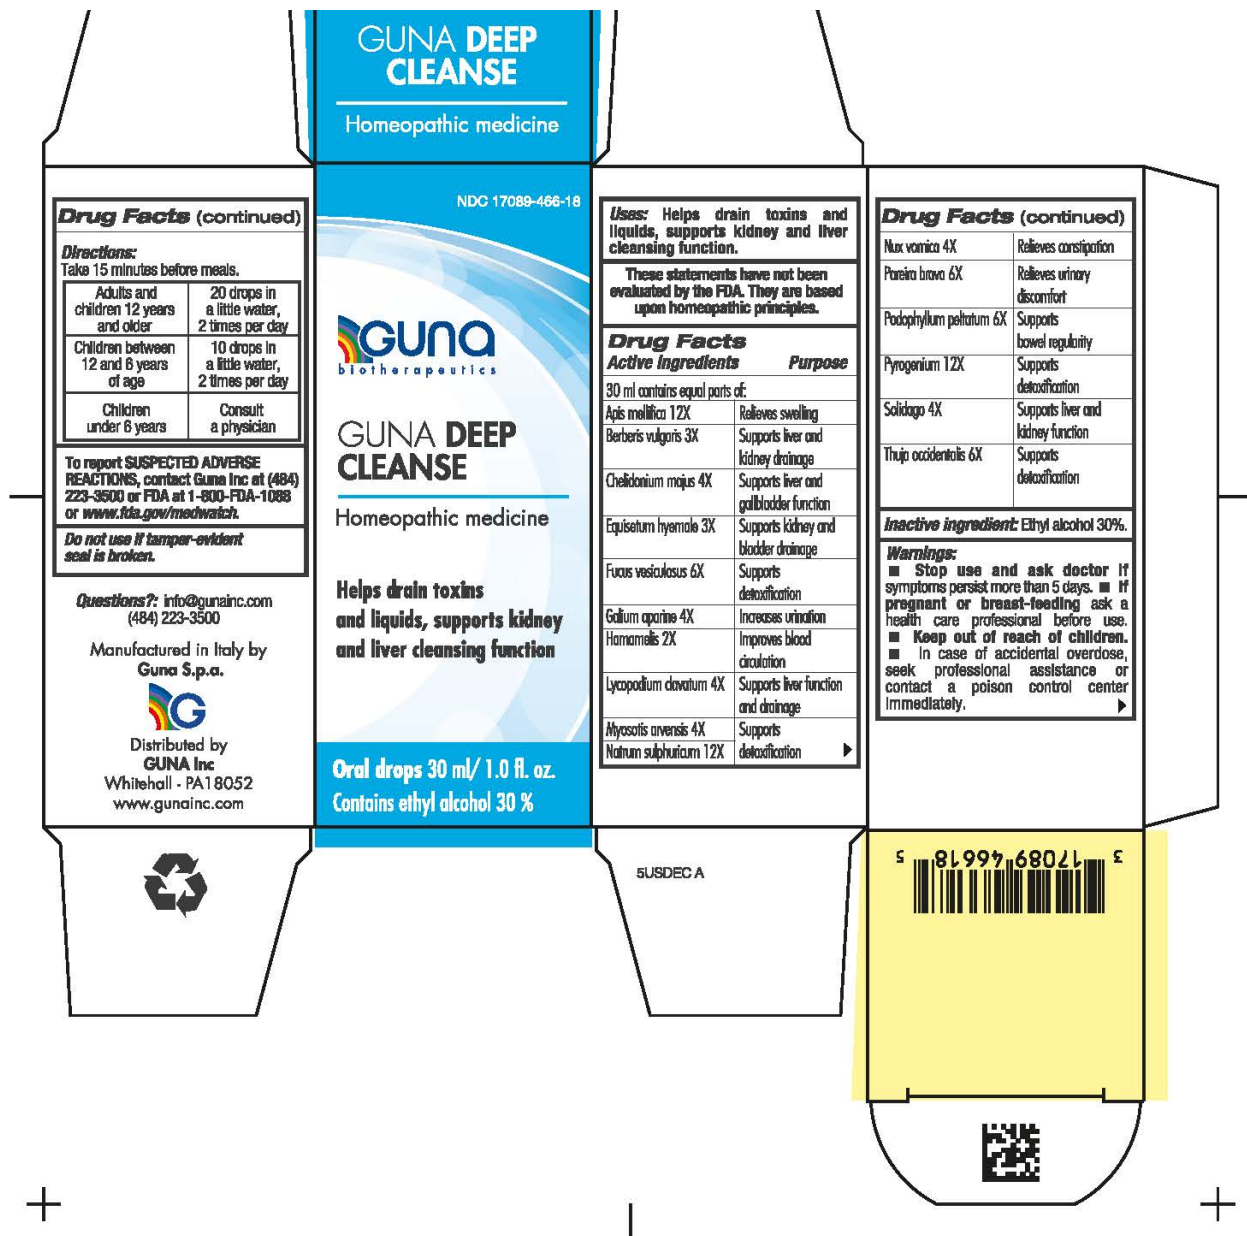 GUNA DEEP
CLEANSE
Homeopathic medicine
Drug Facts (continued)
Directions:
Take 15 minutes before meals.
Adults and
children 12 years
and older
20 drops in
a little water,
2 times per day
Children between
12 and 6 years
of age
10 drops in
a little water,
2 times per day
Children
under 6 years
Consult
a physician
To report SUSPECTED ADVERSE
REACTIONS, contact Guna Inc at (484)
223-3500 or FDA at 1-800-FDA-1088
or www.fda.gov/medwatch.
Do not use if tamper-evident
seal is broken.
Questions?: info@gunainc.com
(484) 223-3500
Manufactured in Italy by
Guna S.p.a.
G
Distributed by
GUNA Inc
Whitehall - PA18052
www.gunainc.com
NDC 17089-466-18
GUNA
biotherapeutics
GUNA DEEP
CLEANSE
Homeopathic medicine
Helps drain toxins
and liquids, supports kidney
and liver cleansing function
Oral drops 30 ml/ 1.0 fl. oz.
Contains ethyl alcohol 30 %
Uses: Helps drain toxins and
liquids, supports kidney and liver
cleansing function.
These statements have not been
evaluated by the FDA. They are based
upon homeopathic principles.
Drug Facts
Active ingredients Purpose
30 ml contains equal parts of:
Apis mellifica 12X Relieves swelling
Berberis vulgaris 3X Supports liver and
kidney drainage
Chelidonium majus 4X Supports liver and
gallbladder function
Equisetum hyemale 3X Supports kidney and
bladder drainage
Fucus vesiculosus 6X Supports
detoxification
Galium aparine 4X Increases urination
Hamamelis 2X Improves blood
circulation
Lycopodium clavatum 4X Supports liver function
and drainage
Myosotis arvensis 4X Supports
Natrum sulphuricum 12X detoxification
5USDEC A
Drug Facts (continued)
Nux vomica 4X Relieves constipation
Pareira brava 6X Relieves urinary
discomfort
Podophyllum peltatum 6X Supports
bowel regularity
Pyrogenium 12X Supports
detoxification
Solidago 4X Supports liver and
kidney function
Thuja occidentalis 6X Supports
detoxification
Inactive ingredient: Ethyl alcohol 30%.
Warnings:
■ Stop use and ask doctor if
symptoms persist more than 5 days. ■ If
pregnant or breast-feeding ask a
health care professional before use.
■ Keep out of reach of children.
■ In case of accidental overdose,
seek professional assistance or
contact a poison control center
immediately.
3 17089 46618 5